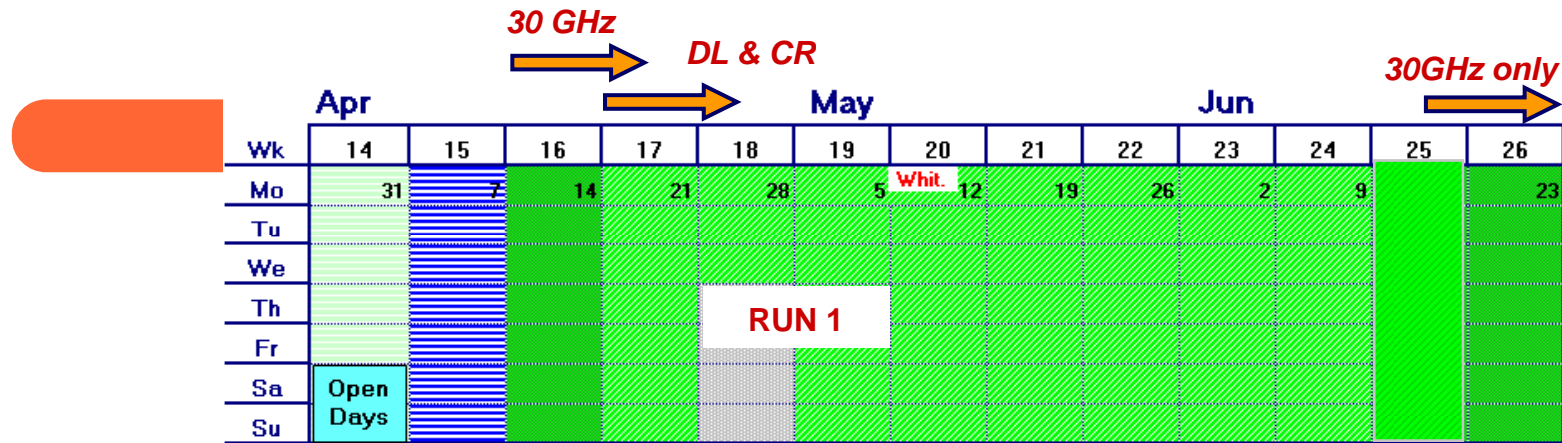 30 GHz
DL & CR
30GHz only
Apr May Jun
Wk 14 15 16 17 18 19 20 21 22 23 24 25 26
Mo 31 7 14 21 28 5 Whit. 12 19 26 2 9 23
Tu
We
Th RUN 1
Fr
Sa Open
Su Days